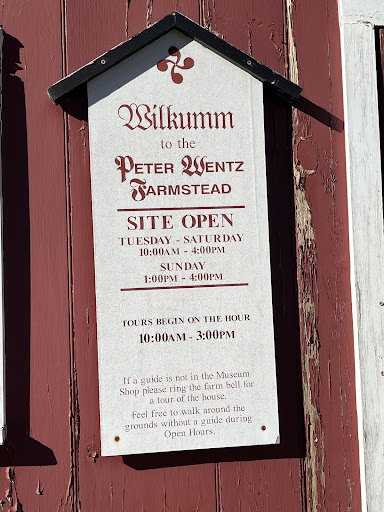 Wilkumm
to the
PETER WENTZ
FARMSTEAD
SITE OPEN
TUESDAY - SATURDAY
10:00AM - 4:00PM
SUNDAY
1:00PM - 4:00PM
TOURS BEGIN ON THE HOUR
10:00AM - 3:00PM
If a guide is not in the Museum
Shop please ring the farm bell for
a tour of the house.
Feel free to walk around the
grounds without a guide during
Open Hours.